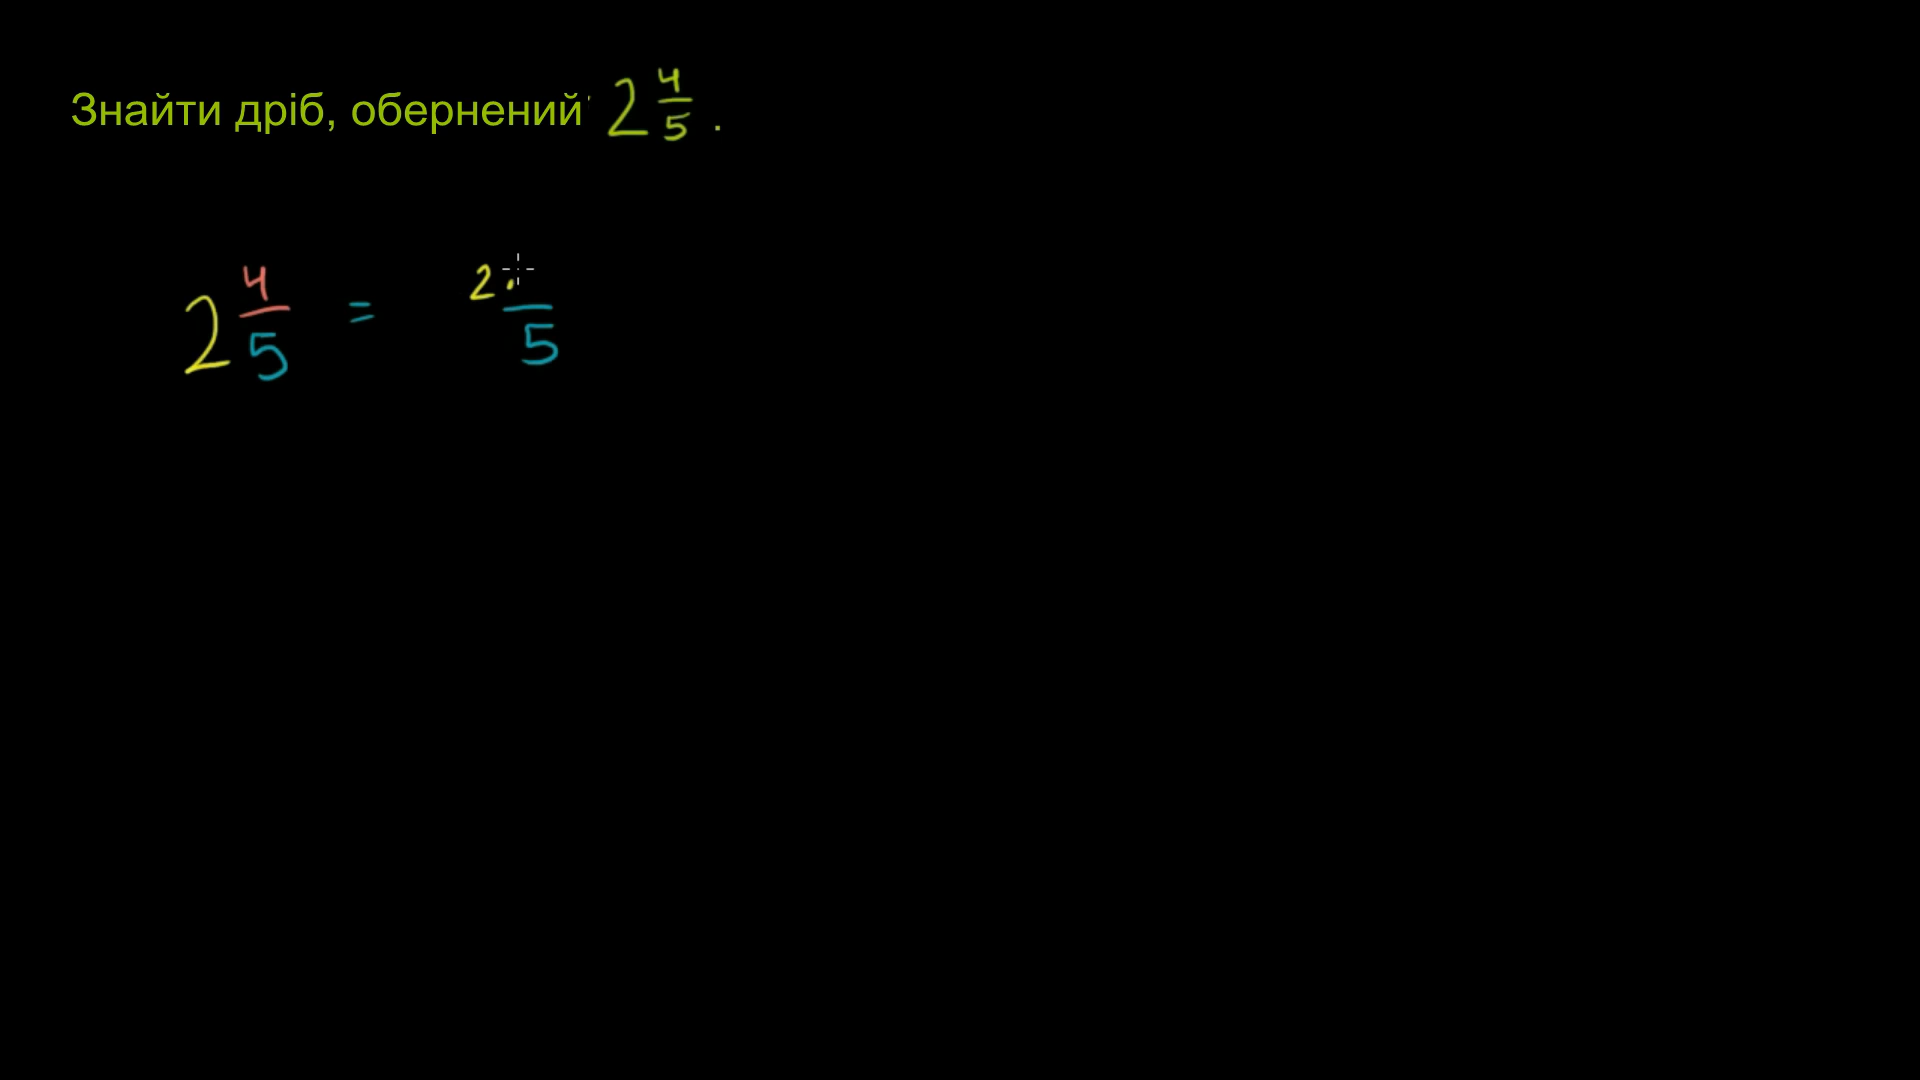 Знайти дріб, обернений 2 4/5 .
2 4/5 = 2 · /5